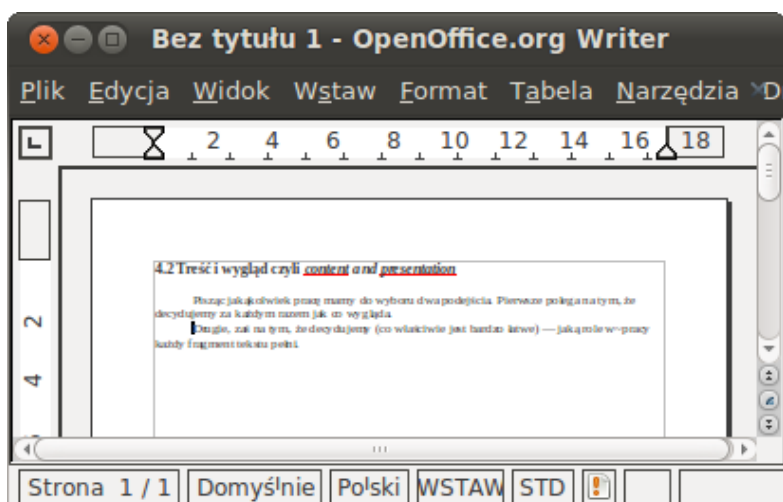 Bez tytułu 1 - OpenOffice.org Writer
Plik Edycja Widok Wstaw Format Tabela Narzędzia D
2 4 6 8 10 12 14 16 18
4.2 Treść i wygląd czyli content and presentation
Pisząc jakąkolwiek pracę mamy do wyboru dwa podejścia. Pierwsze polega na tym, że
decydujemy za każdym razem jak co wygląda.
Drugie, zaś na tym, że decydujemy (co właściwie jest bardzo łatwe) — jaką role w~pracy
każdy fragment tekstu pełni.
2
4
Strona 1 / 1 Domyślnie Polski WSTAW STD